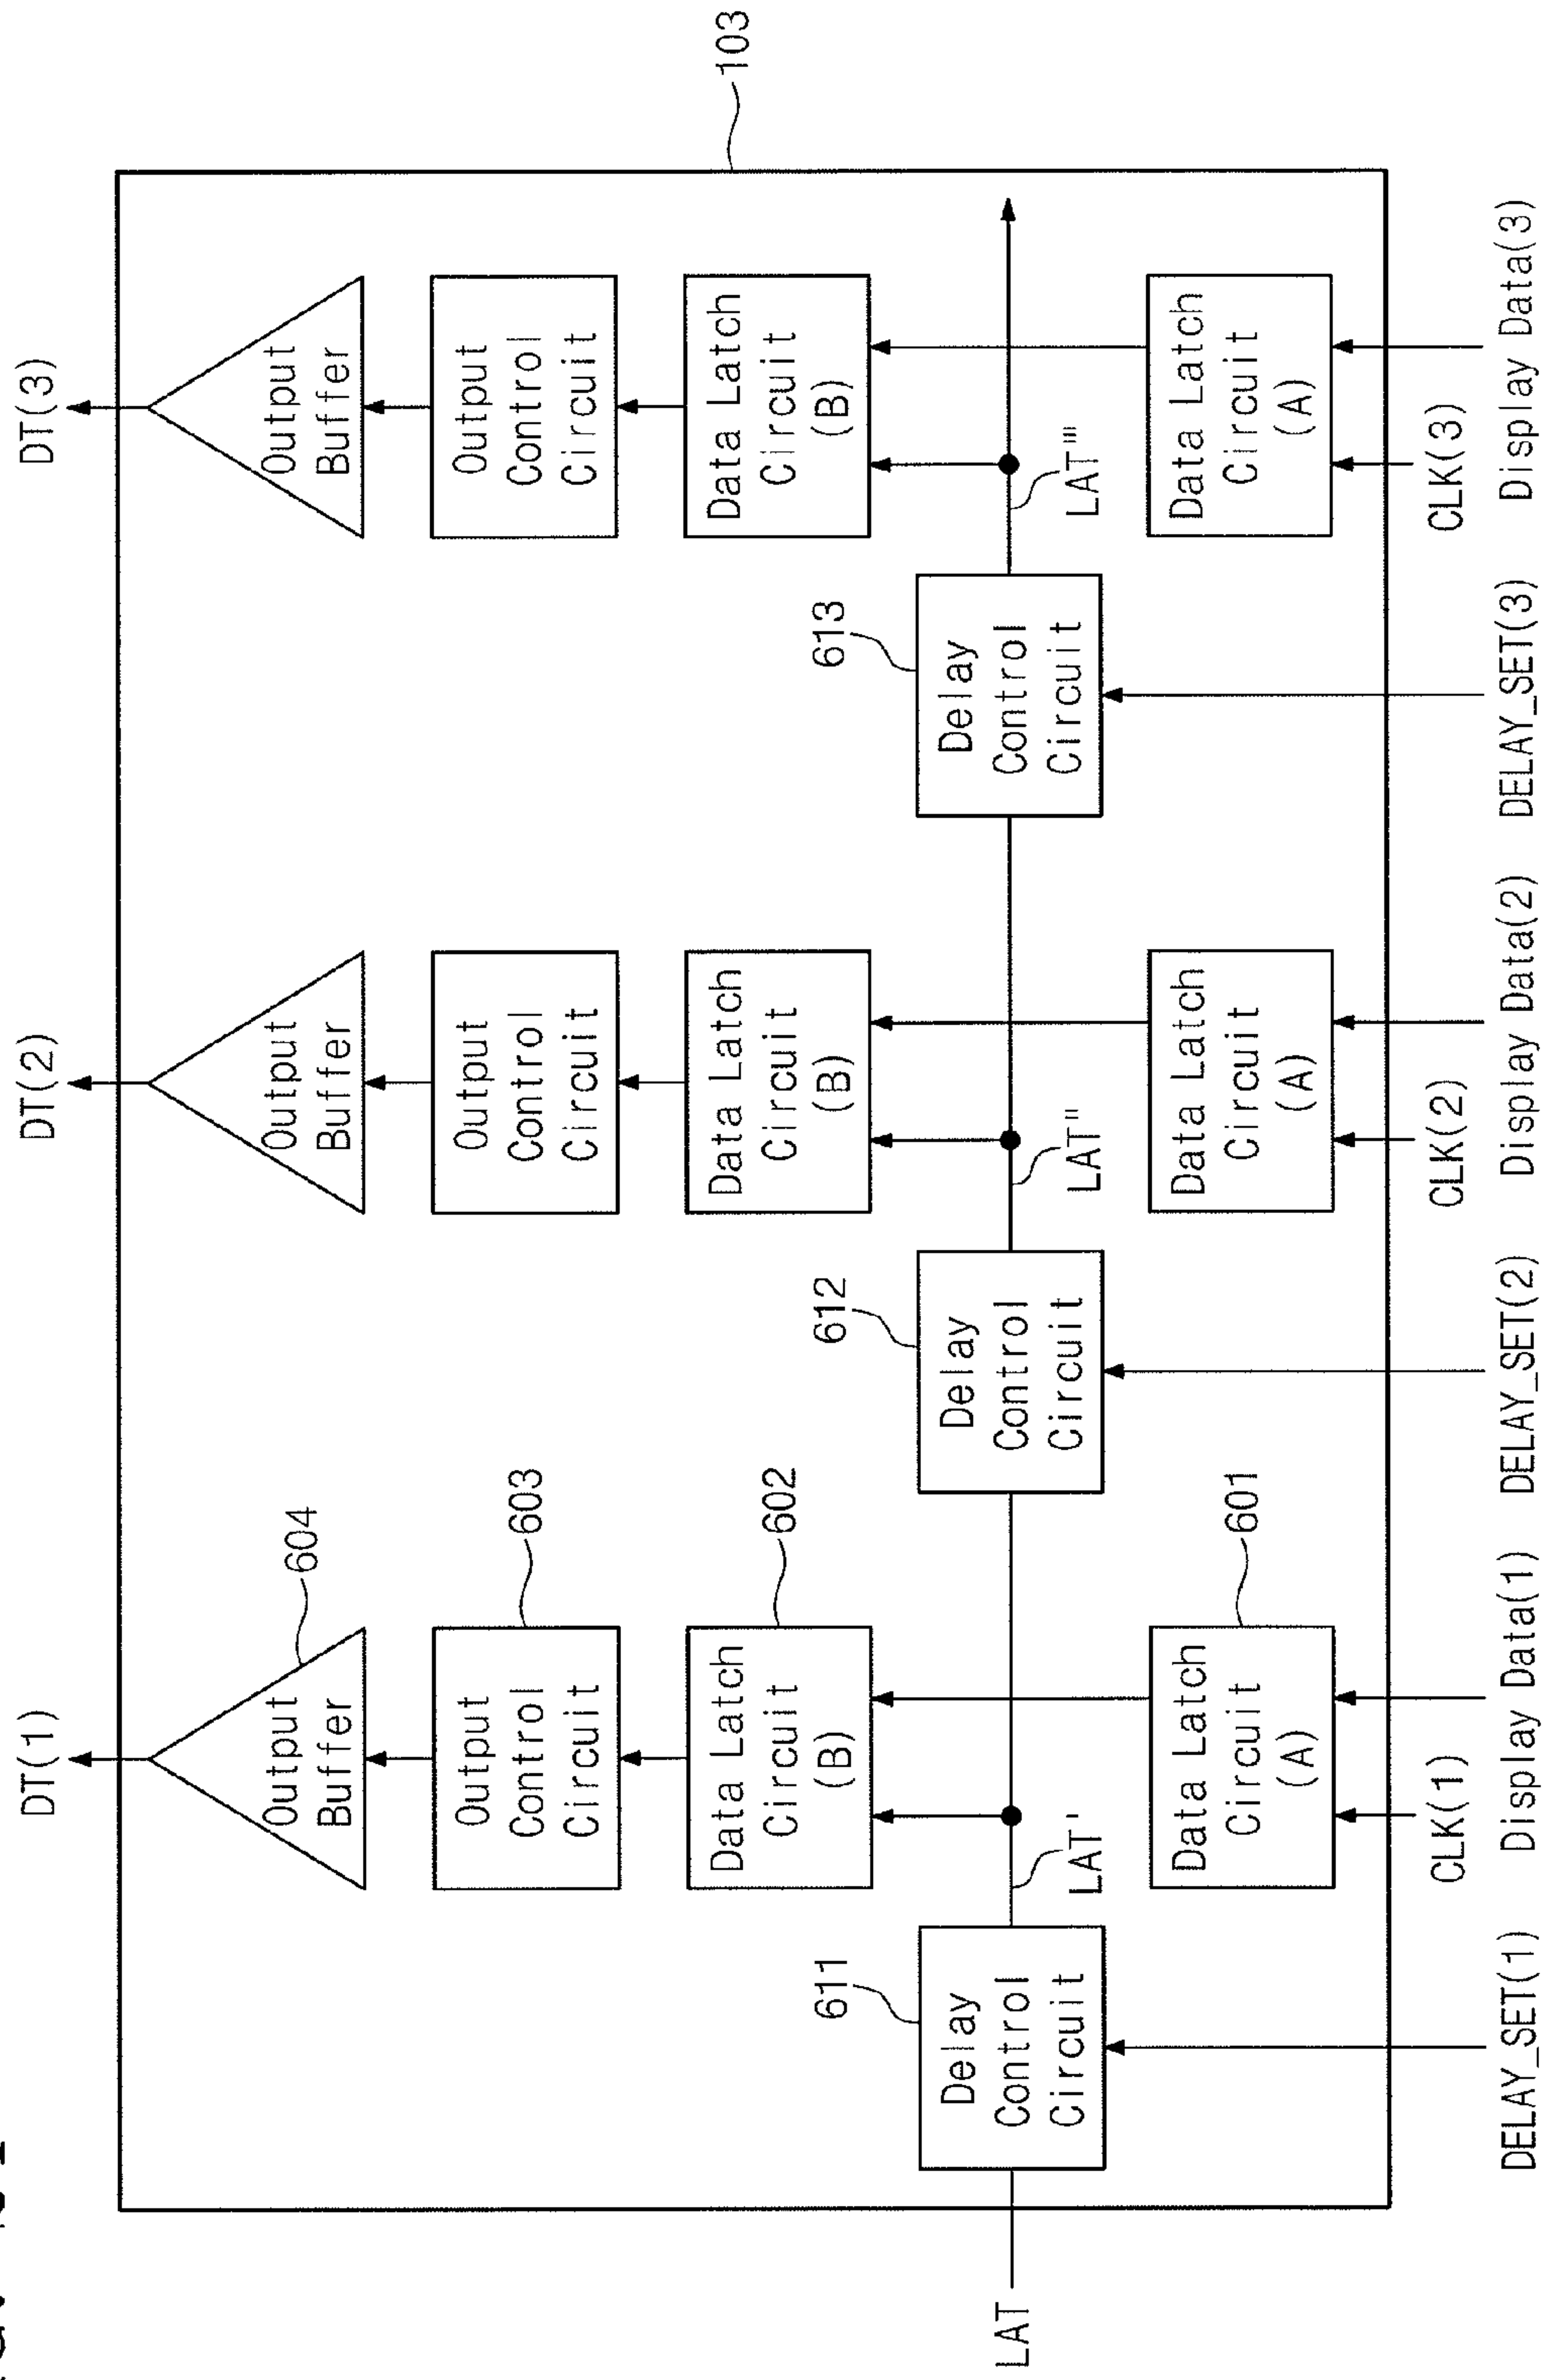 DT(1)
DT(2)
DT(3)
Output
Buffer
604
Output
Buffer
Output
Buffer
Output
Control
Circuit
603
Output
Control
Circuit
Output
Control
Circuit
Data Latch
Circuit
(B)
602
Data Latch
Circuit
(B)
Data Latch
Circuit
(B)
103
611
612
613
LAT
Delay
Control
Circuit
LAT'
Delay
Control
Circuit
LAT"
Delay
Control
Circuit
LAT'''
Data Latch
Circuit
(A)
601
Data Latch
Circuit
(A)
Data Latch
Circuit
(A)
CLK(1)
CLK(2)
CLK(3)
DELAY_SET(1)
Display Data(1)
DELAY_SET(2)
Display Data(2)
DELAY_SET(3)
Display Data(3)